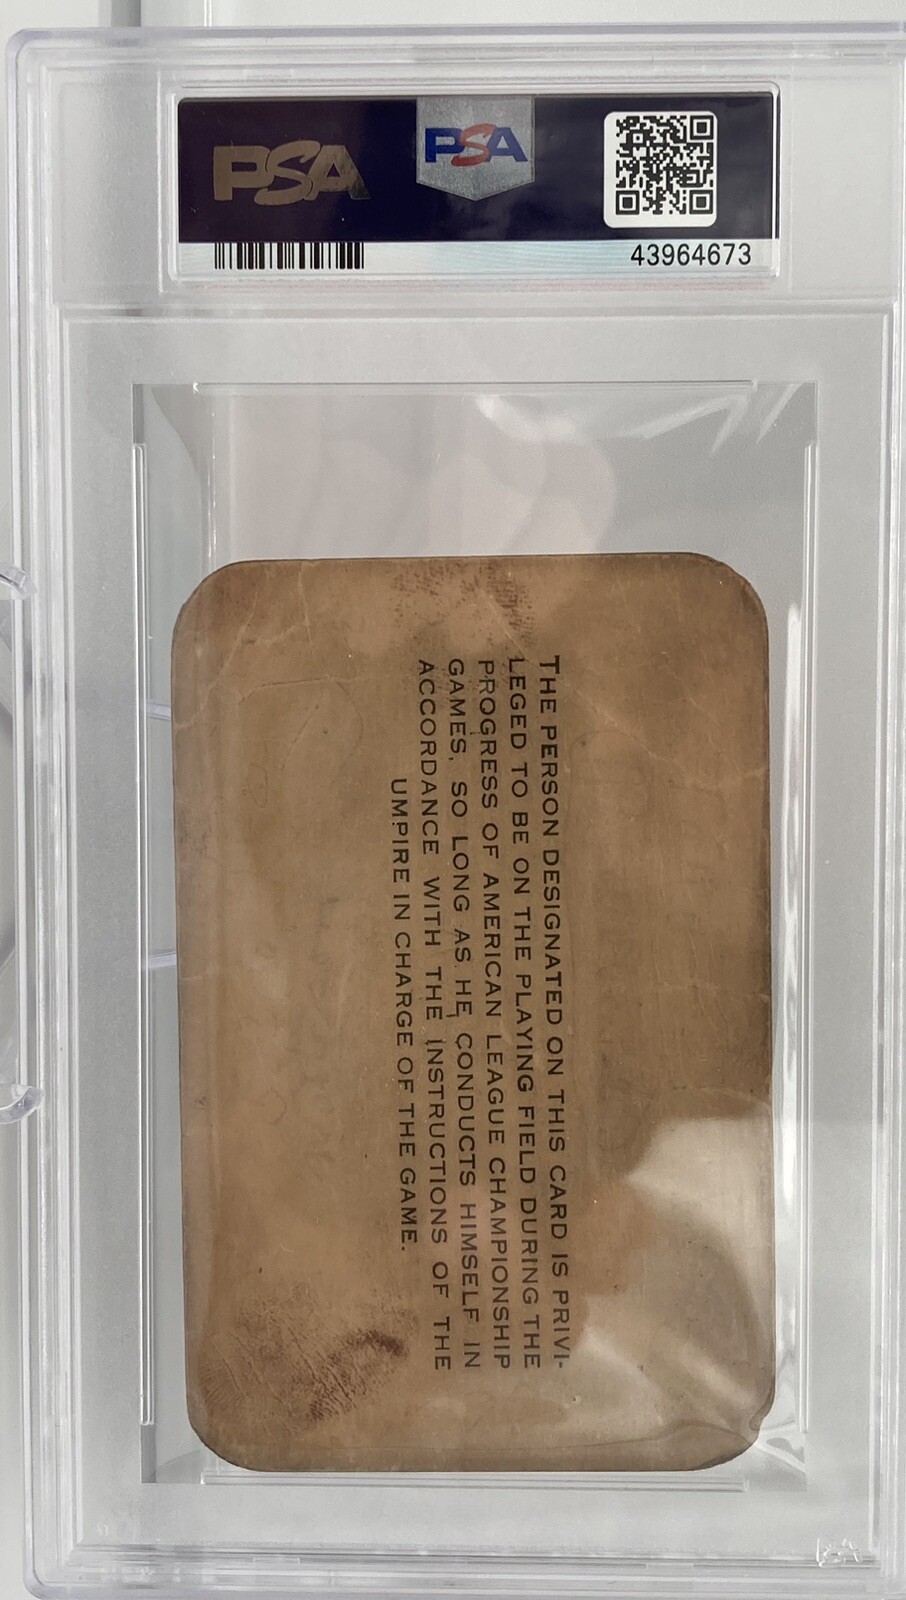 PSA
PSA
43964673
THE PERSON DESIGNATED ON THIS CARD IS PRIVI-
LEGED TO BE ON THE PLAYING FIELD DURING THE
PROGRESS OF AMERICAN LEAGUE CHAMPIONSHIP
GAMES, SO LONG AS HE CONDUCTS HIMSELF IN
ACCORDANCE WITH THE INSTRUCTIONS OF THE
UMPIRE IN CHARGE OF THE GAME.